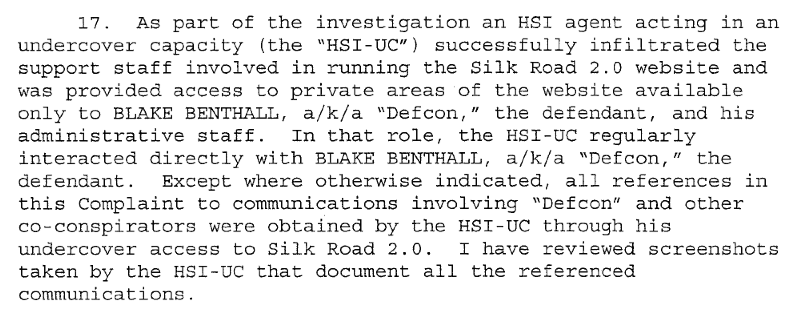 17. As part of the investigation an HSI agent acting in an
undercover capacity (the "HSI-UC") successfully infiltrated the
support staff involved in running the Silk Road 2.0 website and
was provided access to private areas of the website available
only to BLAKE BENTHALL, a/k/a "Defcon," the defendant, and his
administrative staff. In that role, the HSI-UC regularly
interacted directly with BLAKE BENTHALL, a/k/a "Defcon," the
defendant. Except where otherwise indicated, all references in
this Complaint to communications involving "Defcon" and other
co-conspirators were obtained by the HSI-UC through his
undercover access to Silk Road 2.0. I have reviewed screenshots
taken by the HSI-UC that document all the referenced
communications.